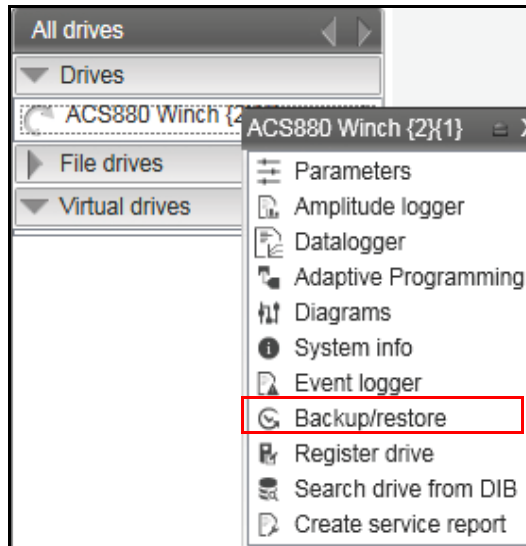 All drives
Drives
ACS880 Winch {2
File drives
Virtual drives
ACS880 Winch {2}{1}
Parameters
Amplitude logger
Datalogger
Adaptive Programming
Diagrams
System info
Event logger
Backup/restore
Register drive
Search drive from DIB
Create service report